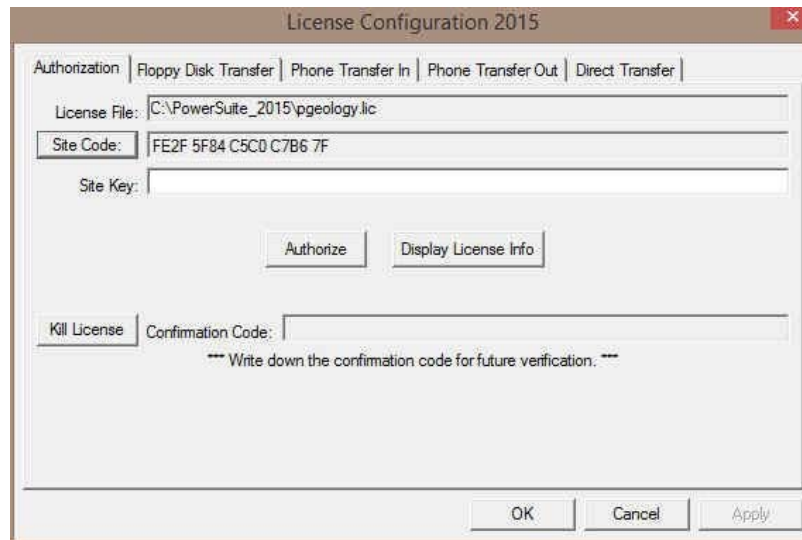 License Configuration 2015
Authorization Floppy Disk Transfer Phone Transfer In Phone Transfer Out Direct Transfer
License File: C:\PowerSuite_2015\pgeology.lic
Site Code: FE2F 5F84 C5C0 C7B6 7F
Site Key:
Authorize Display License Info
Kill License Confirmation Code:
*** Write down the confirmation code for future verification. ***
OK Cancel Apply